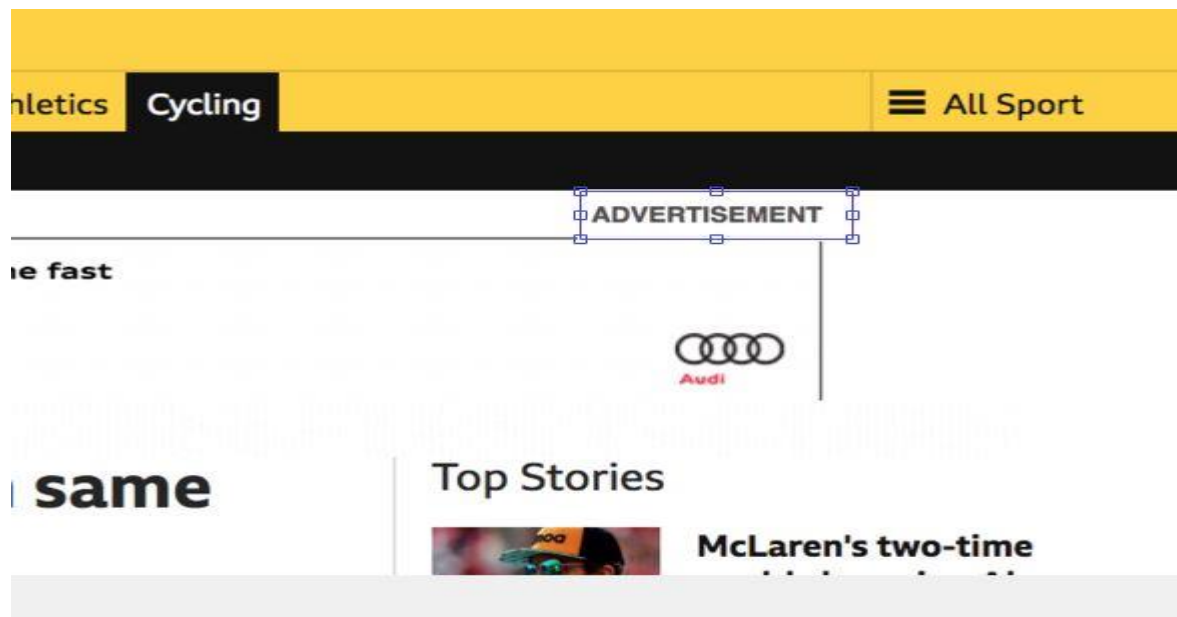 hletics Cycling All Sport
ADVERTISEMENT
e fast
Audi
same
Top Stories
McLaren's two-time